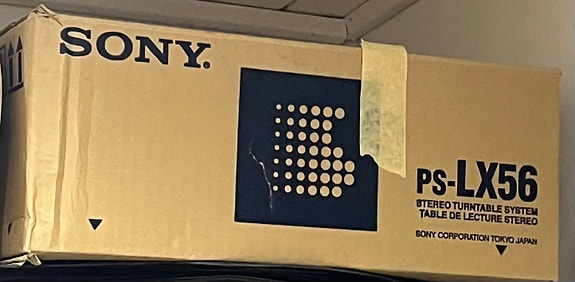 SONY®
PS-LX56
STEREO TURNTABLE SYSTEM
TABLE DE LECTURE STEREO
SONY CORPORATION TOKYO JAPAN